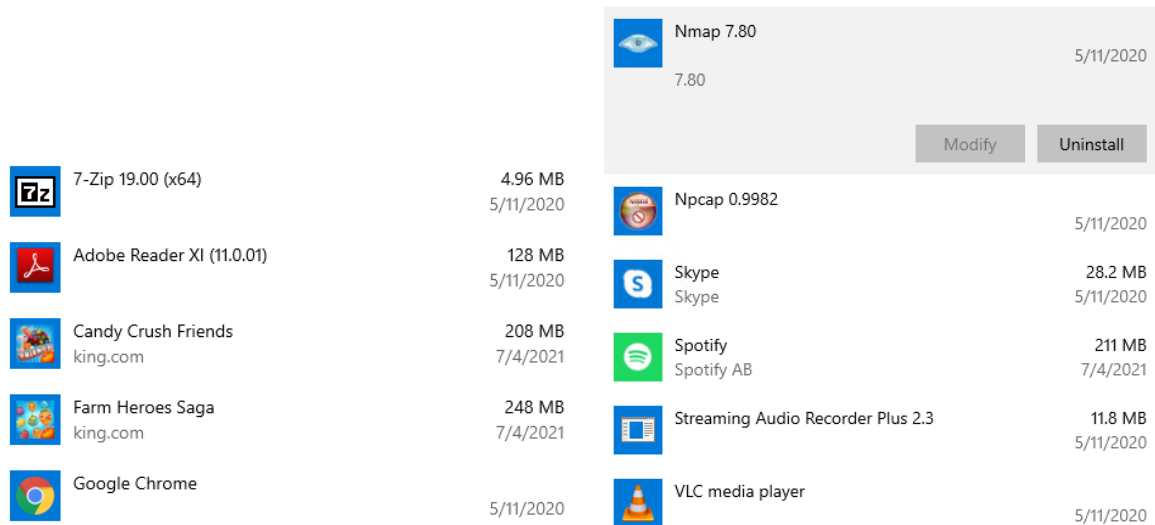 7-Zip 19.00 (x64)
4.96 MB
5/11/2020
Adobe Reader XI (11.0.01)
128 MB
5/11/2020
Candy Crush Friends
208 MB
king.com
7/4/2021
Farm Heroes Saga
248 MB
king.com
7/4/2021
Google Chrome
5/11/2020
Nmap 7.80
5/11/2020
7.80
Modify
Uninstall
Npcap 0.9982
5/11/2020
Skype
28.2 MB
Skype
5/11/2020
Spotify
211 MB
Spotify AB
7/4/2021
Streaming Audio Recorder Plus 2.3
11.8 MB
5/11/2020
VLC media player
5/11/2020